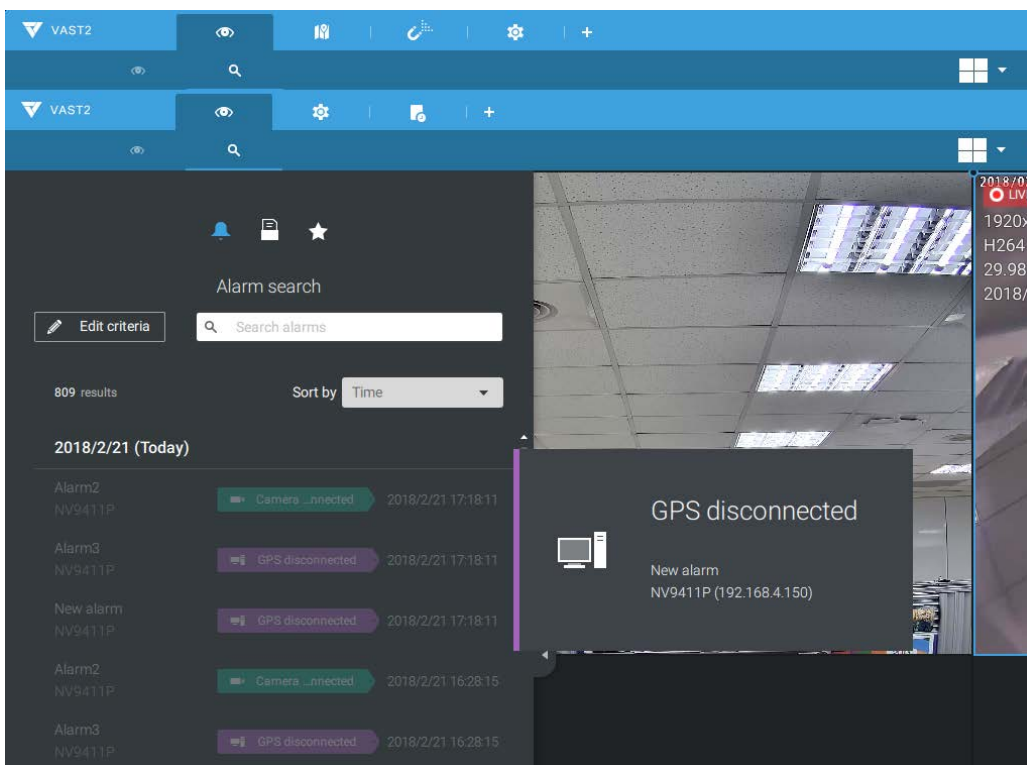 VAST2
VAST2
Alarm search
Edit criteria
Search alarms
809 results
Sort by
Time
2018/2/21 (Today)
Alarm2
NV9411P
Camera ...nnected
2018/2/21 17:18:11
Alarm3
NV9411P
GPS disconnected
2018/2/21 17:18:11
New alarm
NV9411P
GPS disconnected
2018/2/21 17:18:11
Alarm2
NV9411P
Camera ...nnected
2018/2/21 16:28:15
Alarm3
NV9411P
GPS disconnected
2018/2/21 16:28:15
GPS disconnected
New alarm
NV9411P (192.168.4.150)
2018/0
LIV
1920x
H264
29.98
2018/